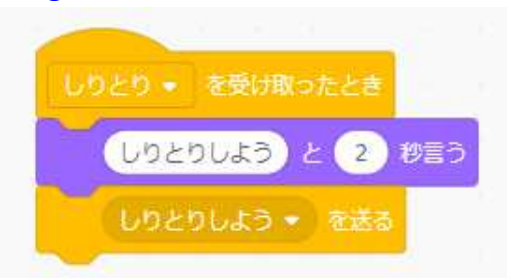 しりとり を受け取ったとき
しりとりしよう と 2 秒言う
しりとりしよう を送る